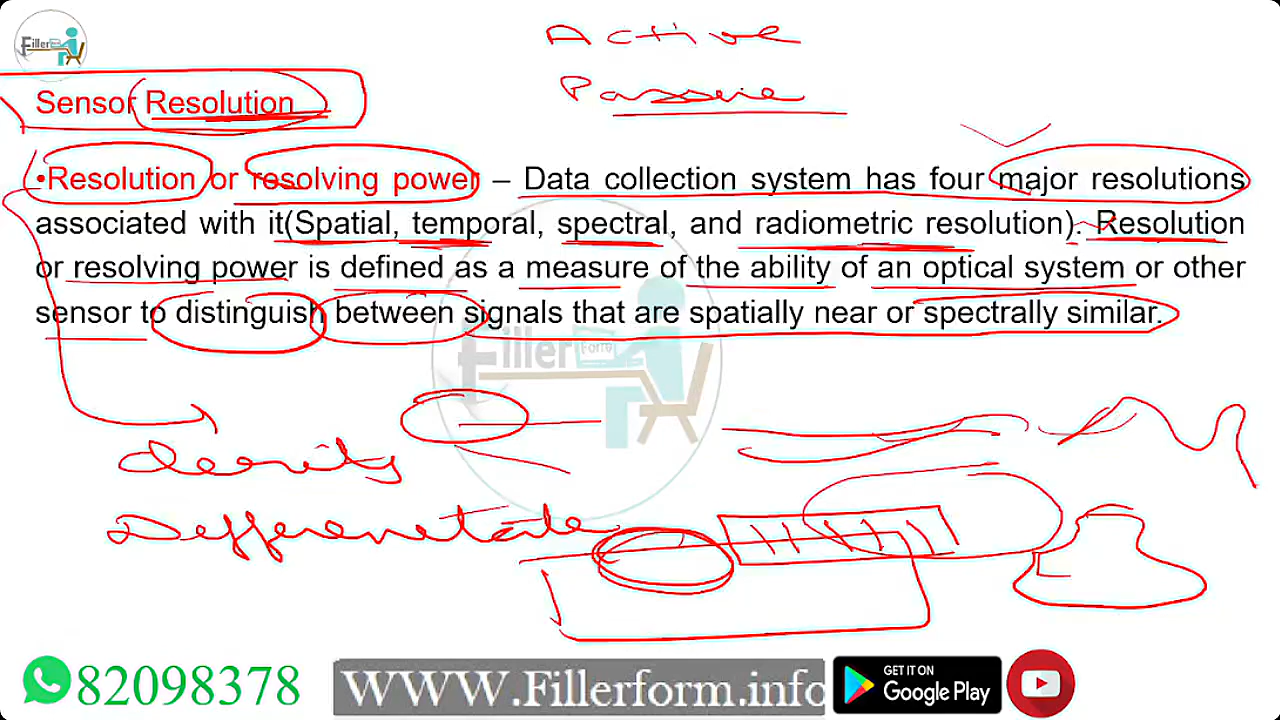 Active
Fillerform
Passive
Sensor Resolution
•Resolution or resolving power – Data collection system has four major resolutions
associated with it(Spatial, temporal, spectral, and radiometric resolution). Resolution
or resolving power is defined as a measure of the ability of an optical system or other
sensor to distinguish between signals that are spatially near or spectrally similar.
Filler
Form
Differenetate
82098378
WWW.Fillerform.info
GET IT ON
Google Play